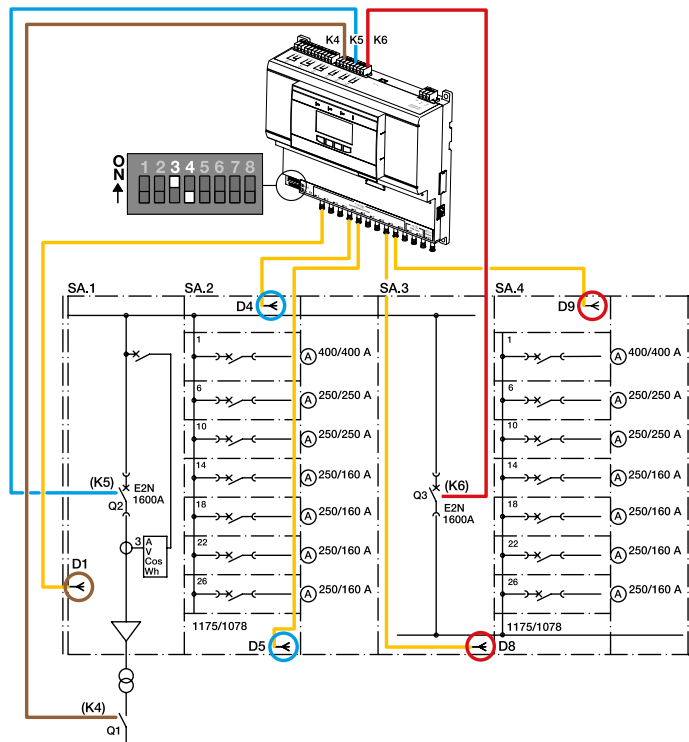 K4 K5 K6
ON
1 2 3 4 5 6 7 8
SA.1
SA.2
D4
SA.3
SA.4
D9
1
400/400 A
6
250/250 A
10
250/250 A
14
250/160 A
18
250/160 A
22
250/160 A
26
250/160 A
1175/1078
A A A A A A A
(K5)
E2N
1600A
Q2
3
A
V
Cos
Wh
D1
D5
(K4)
Q1
(K6)
Q3
E2N
1600A
D8
1
400/400 A
6
250/250 A
10
250/250 A
14
250/160 A
18
250/160 A
22
250/160 A
26
250/160 A
1175/1078
A A A A A A A